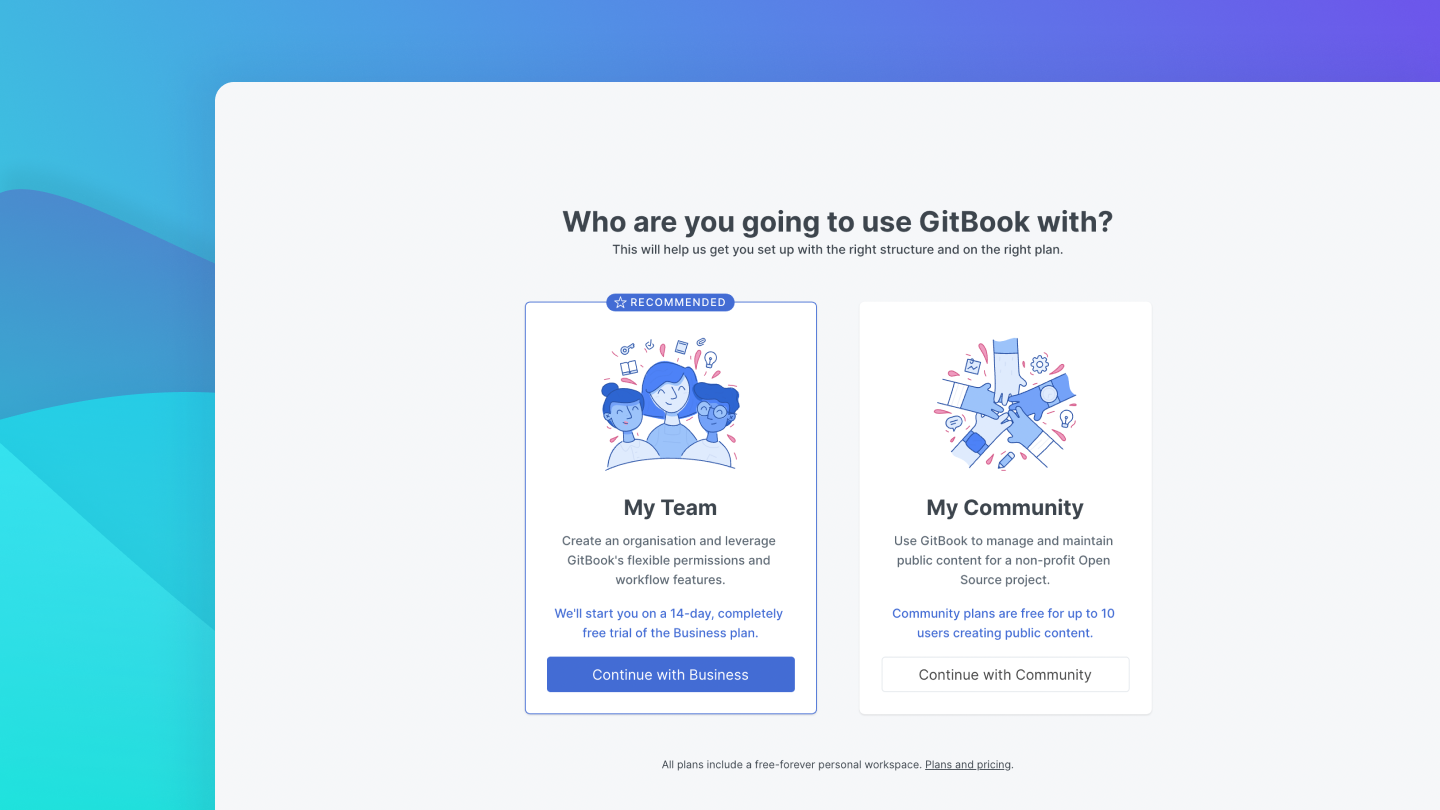 Who are you going to use GitBook with?
This will help us get you set up with the right structure and on the right plan.
RECOMMENDED
My Team
Create an organisation and leverage
GitBook's flexible permissions and
workflow features.
We'll start you on a 14-day, completely
free trial of the Business plan.
Continue with Business
My Community
Use GitBook to manage and maintain
public content for a non-profit Open
Source project.
Community plans are free for up to 10
users creating public content.
Continue with Community
All plans include a free-forever personal workspace. Plans and pricing.